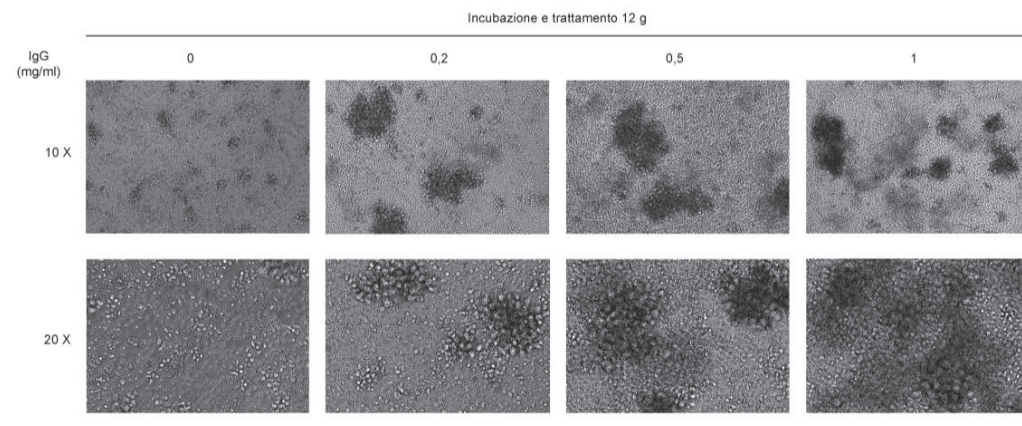 Incubazione e trattamento 12 g
IgG
(mg/ml)
0
0,2
0,5
1
10 X
20 X